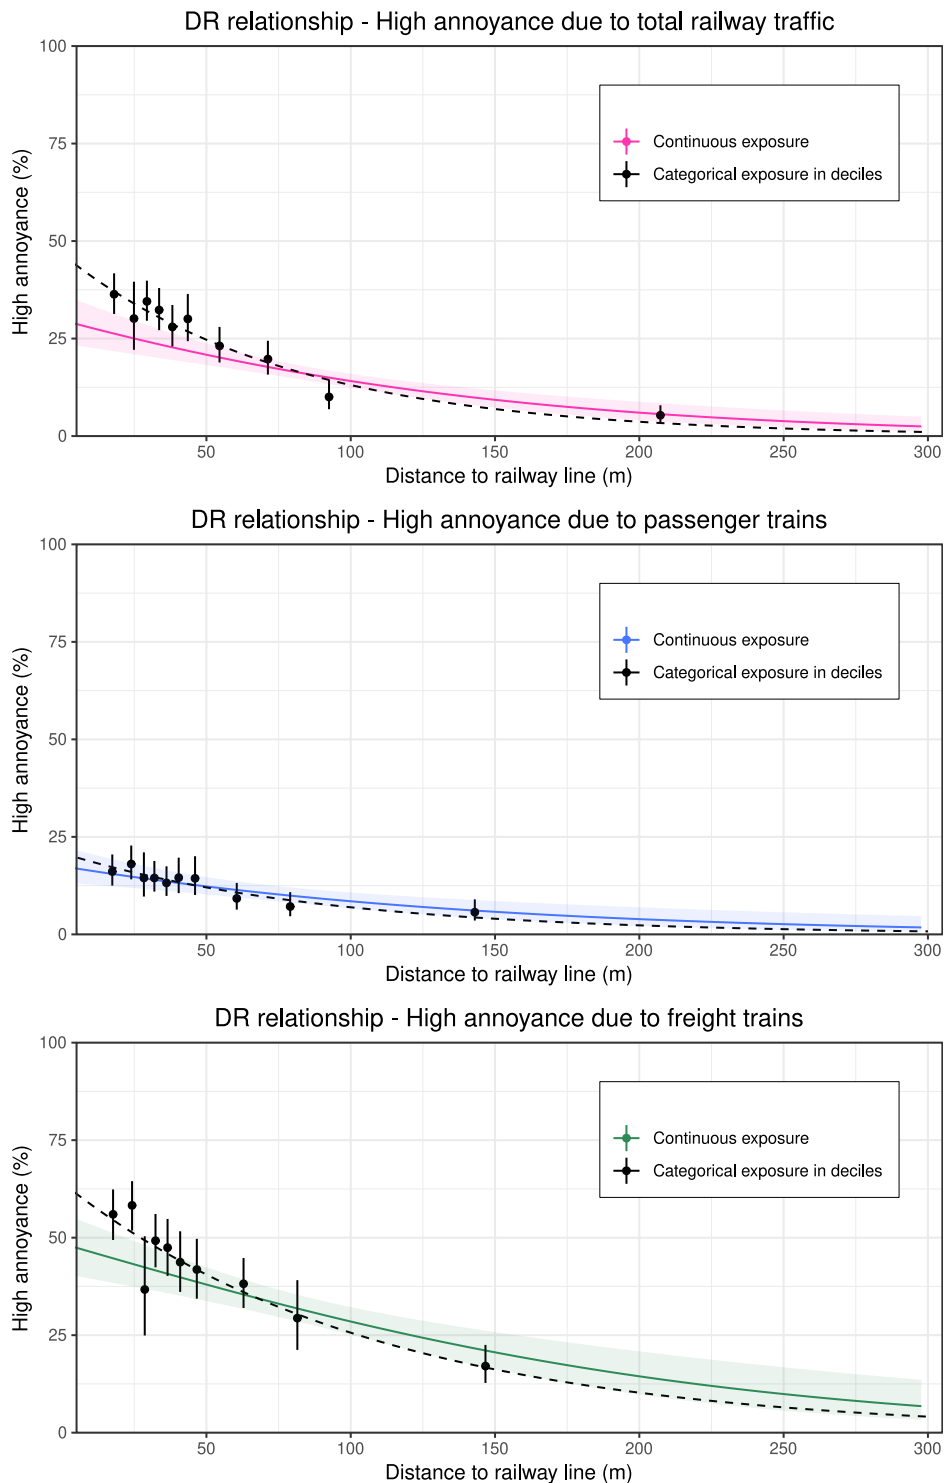 DR relationship - High annoyance due to total railway traffic
100
75
50
25
0
High annoyance (%)
Continuous exposure
Categorical exposure in deciles
50 100 150 200 250 300
Distance to railway line (m)
DR relationship - High annoyance due to passenger trains
100
75
50
25
0
High annoyance (%)
Continuous exposure
Categorical exposure in deciles
50 100 150 200 250 300
Distance to railway line (m)
DR relationship - High annoyance due to freight trains
100
75
50
25
0
High annoyance (%)
Continuous exposure
Categorical exposure in deciles
50 100 150 200 250 300
Distance to railway line (m)